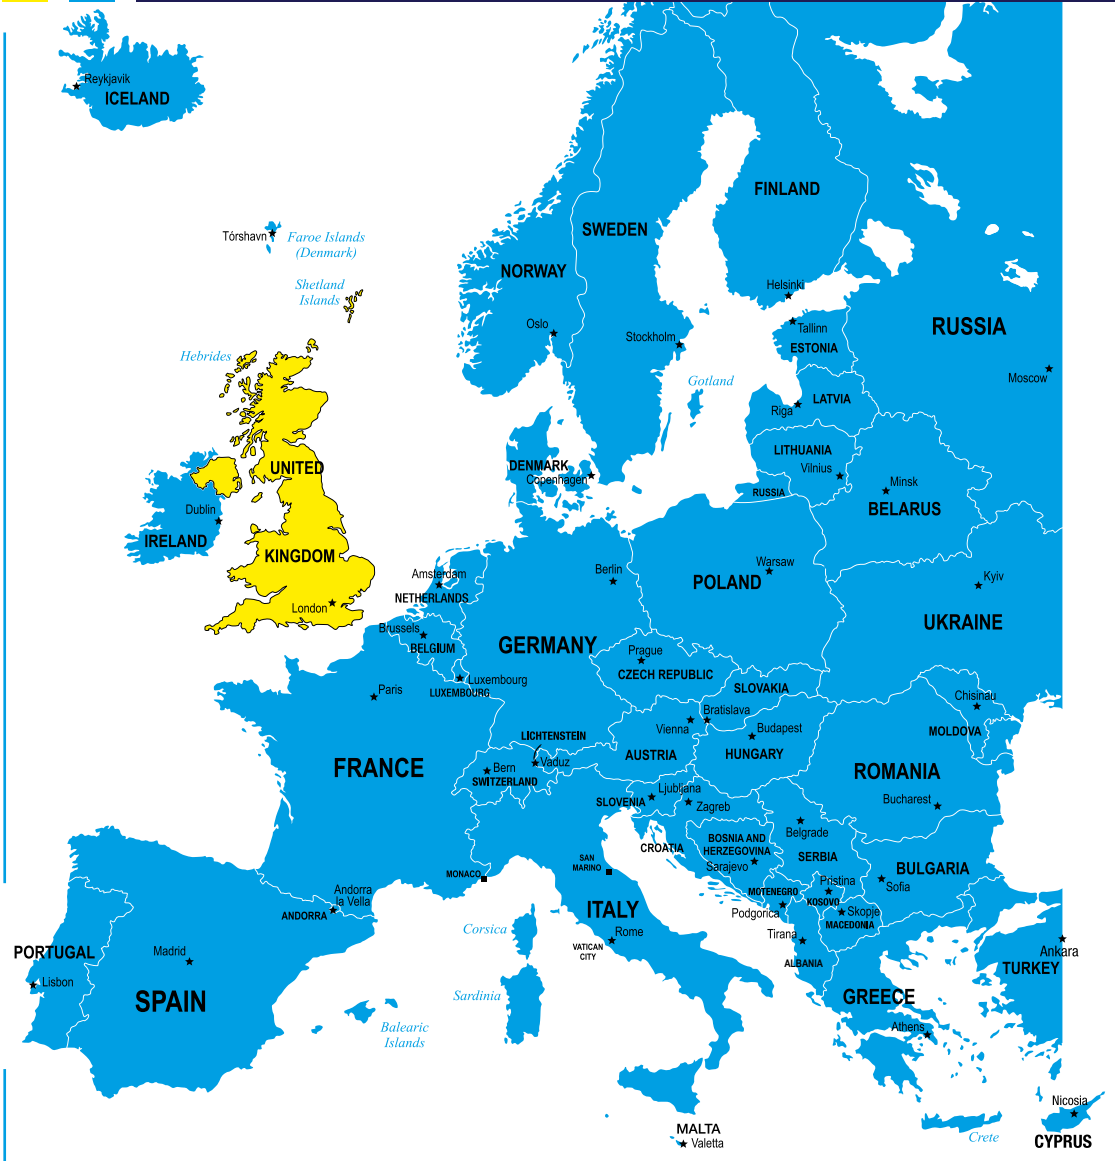 Reykjavik
ICELAND
FINLAND
SWEDEN
Tórshavn
Faroe Islands
(Denmark)
NORWAY
Shetland
Islands
Helsinki
Oslo
Stockholm
Tallinn
ESTONIA
RUSSIA
Hebrides
Moscow
Gotland
Riga
LATVIA
LITHUANIA
Vilnius
DENMARK
Copenhagen
UNITED
KINGDOM
London
Dublin
IRELAND
RUSSIA
Minsk
BELARUS
Amsterdam
NETHERLANDS
Berlin
Warsaw
POLAND
Kyiv
UKRAINE
Brussels
BELGIUM
GERMANY
Prague
CZECH REPUBLIC
Luxembourg
LUXEMBOURG
SLOVAKIA
Paris
Bratislava
Chisinau
MOLDOVA
Vienna
AUSTRIA
Budapest
HUNGARY
LICHTENSTEIN
Vaduz
FRANCE
Bern
SWITZERLAND
ROMANIA
Bucharest
Ljubljana
SLOVENIA
Zagreb
CROATIA
Belgrade
SERBIA
BOSNIA AND
HERZEGOVINA
Sarajevo
SAN
MARINO
MONACO
BULGARIA
Sofia
Pristina
KOSOVO
MOTENEGRO
Podgorica
Skopje
MACEDONIA
Andorra
la Vella
ANDORRA
ITALY
Rome
VATICAN
CITY
Corsica
Tirana
ALBANIA
PORTUGAL
Lisbon
Madrid
SPAIN
Ankara
TURKEY
Sardinia
GREECE
Athens
Balearic
Islands
Nicosia
CYPRUS
Crete
MALTA
Valetta